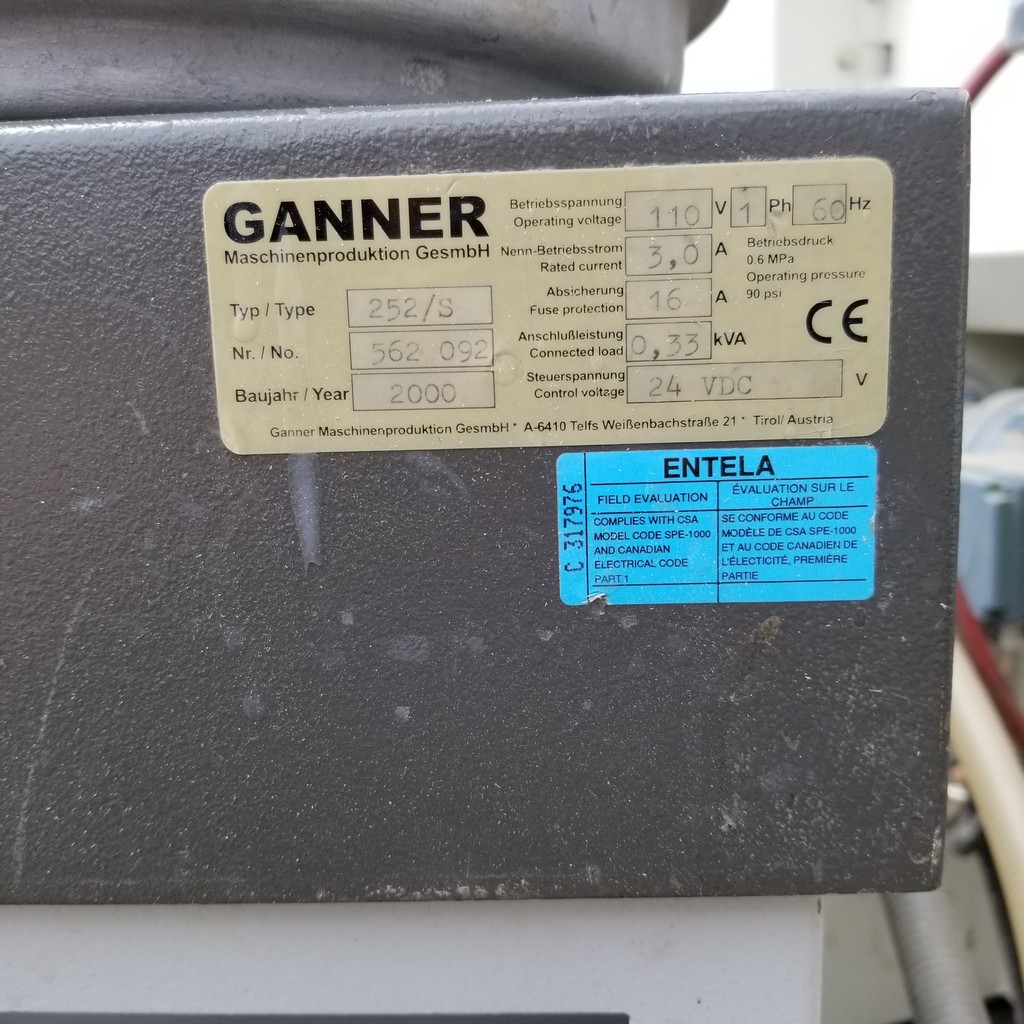 GANNER
Maschinenproduktion GesmbH
Typ / Type 252/S
Nr. / No. 562 092
Baujahr / Year 2000
Betriebsspannung
Operating voltage 110 V 1 Ph 60 Hz
Nenn-Betriebsstrom
Rated current 3,0 A
Betriebsdruck
0.6 MPa
Operating pressure
90 psi
Absicherung
Fuse protection 16 A
Anschlußleistung
Connected load 0,33 kVA
CE
Steuerspannung
Control voltage 24 VDC V
Ganner Maschinenproduktion GesmbH * A-6410 Telfs Weißenbachstraße 21 * Tirol/ Austria
ENTELA
C 317976
FIELD EVALUATION
COMPLIES WITH CSA
MODEL CODE SPE-1000
AND CANADIAN
ELECTRICAL CODE
PART 1
ÉVALUATION SUR LE
CHAMP
SE CONFORME AU CODE
MODÈLE DE CSA SPE-1000
ET AU CODE CANADIEN DE
L'ÉLECTICITÉ, PREMIÈRE
PARTIE